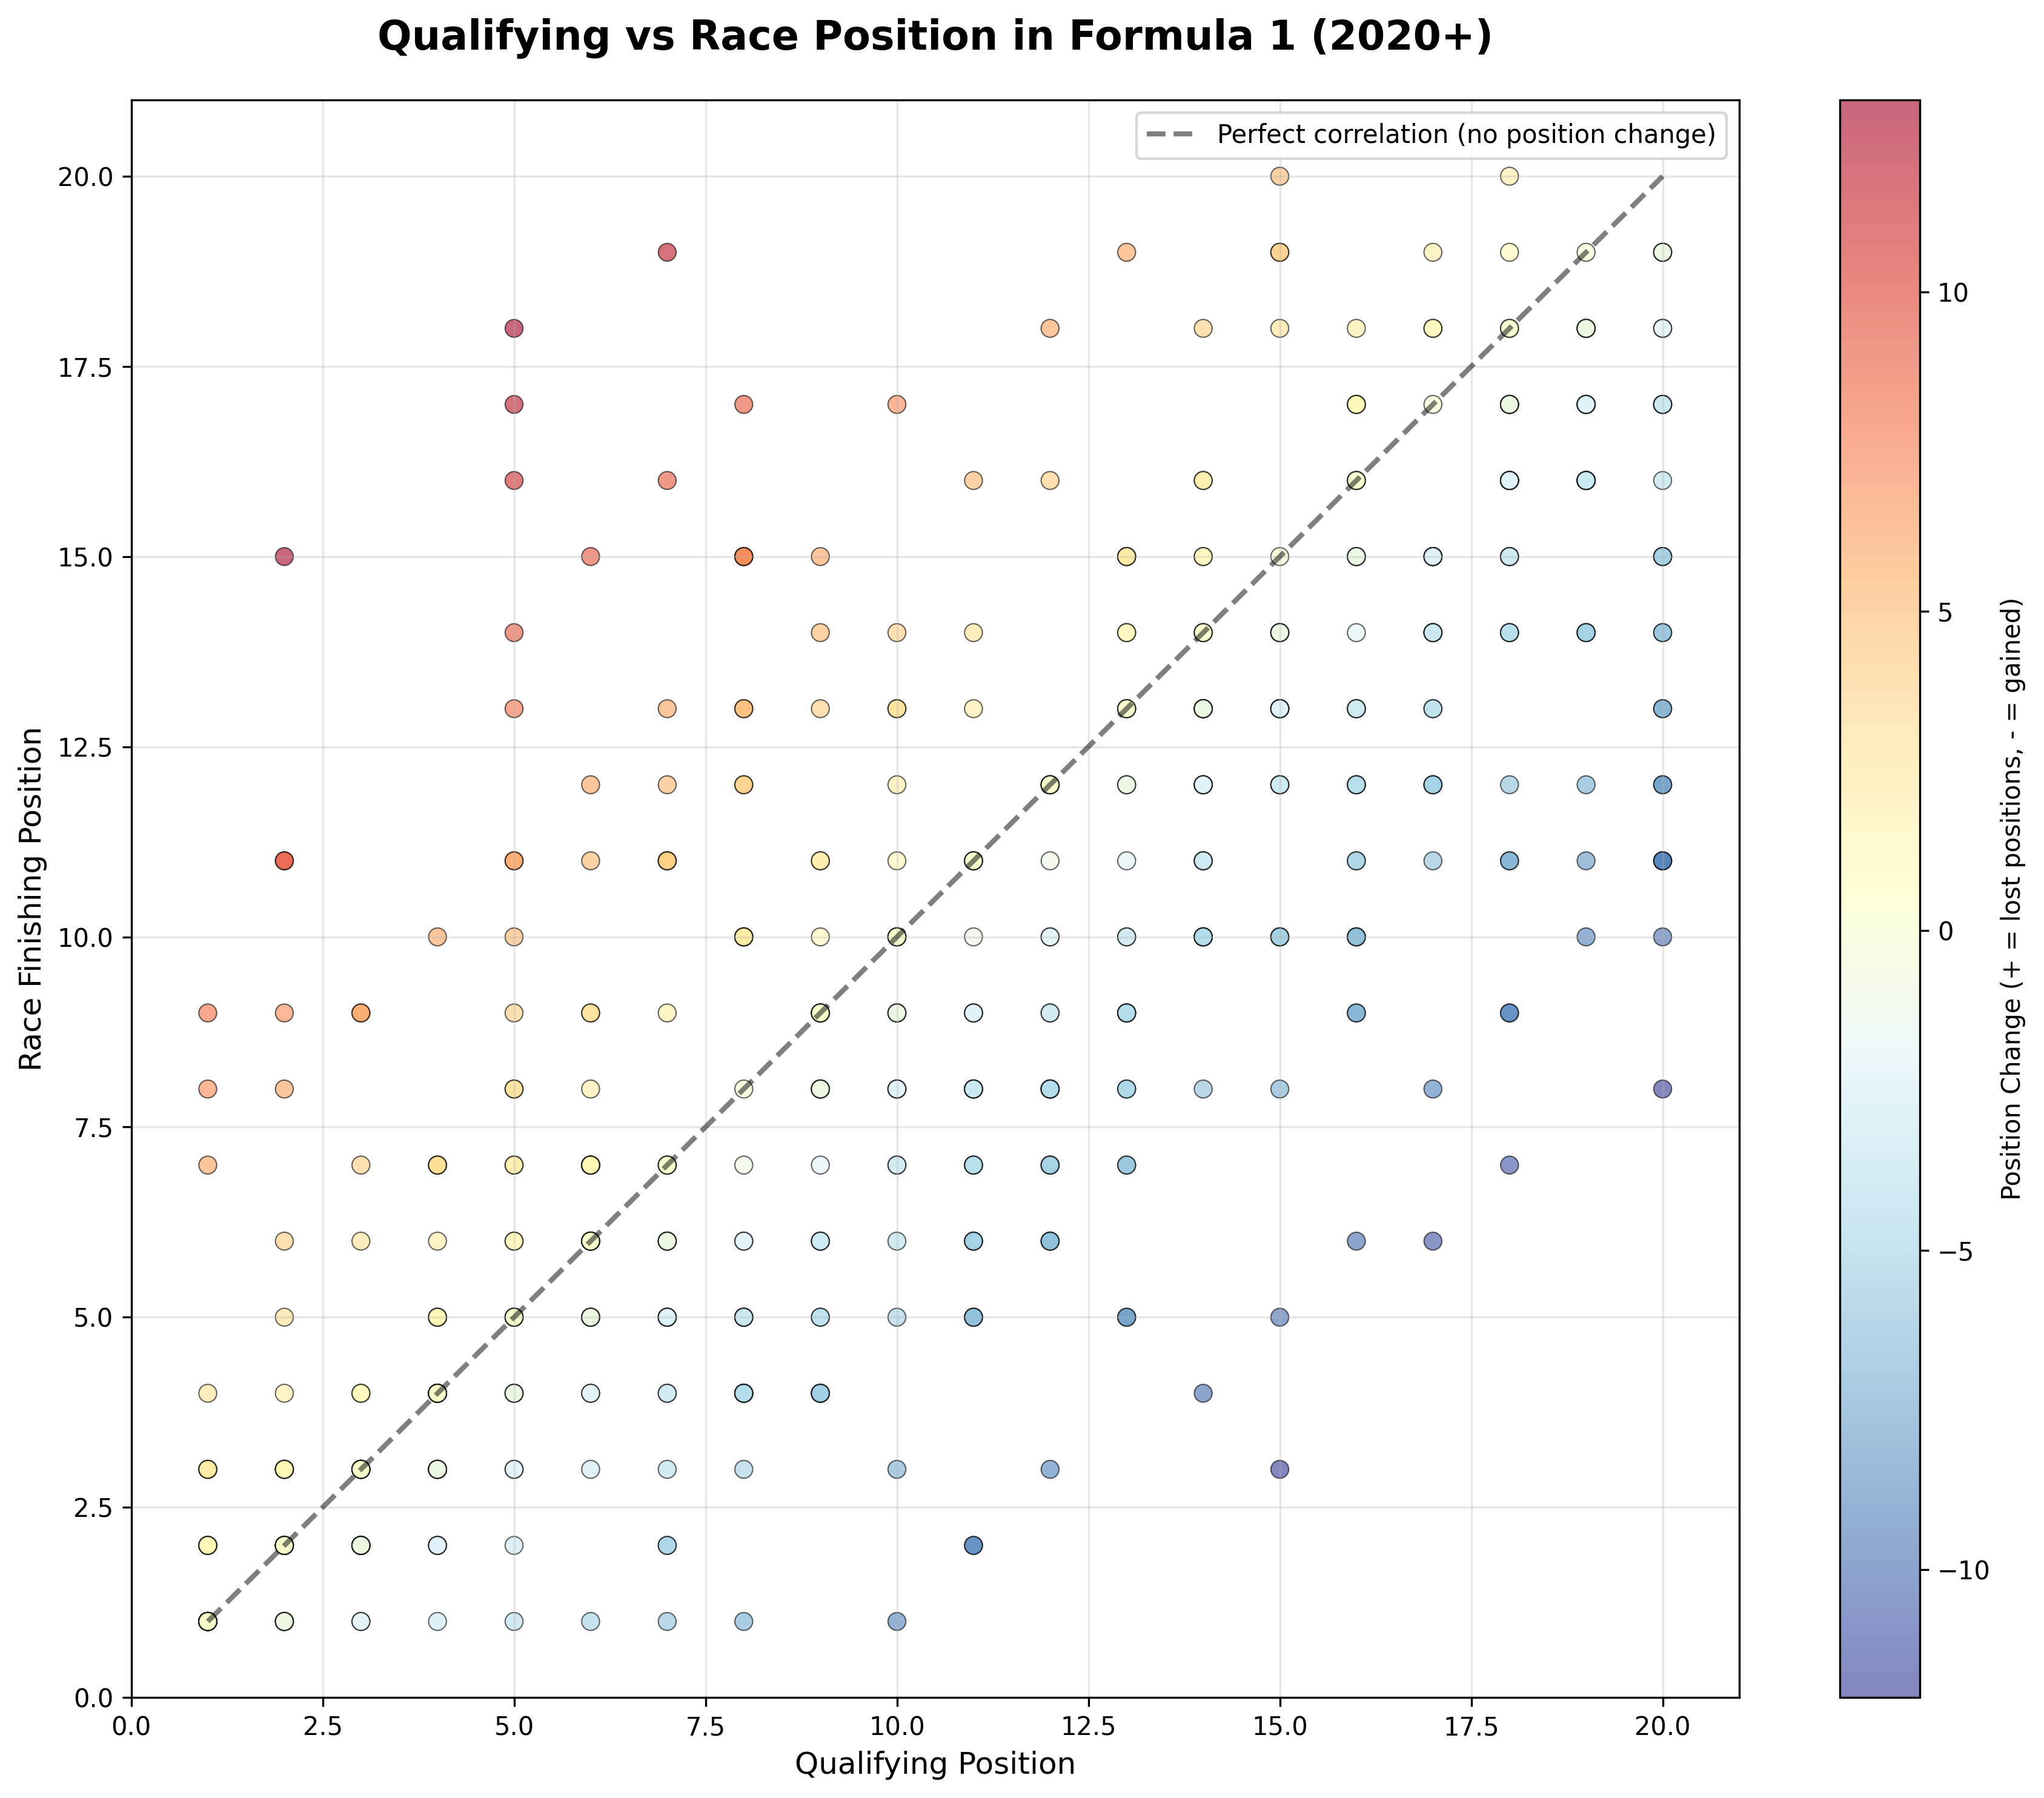 Qualifying vs Race Position in Formula 1 (2020+)
Perfect correlation (no position change)
Race Finishing Position
20.0
17.5
15.0
12.5
10.0
7.5
5.0
2.5
0.0
0.0 2.5 5.0 7.5 10.0 12.5 15.0 17.5 20.0
Qualifying Position
10
5
0
−5
−10
Position Change (+ = lost positions, - = gained)